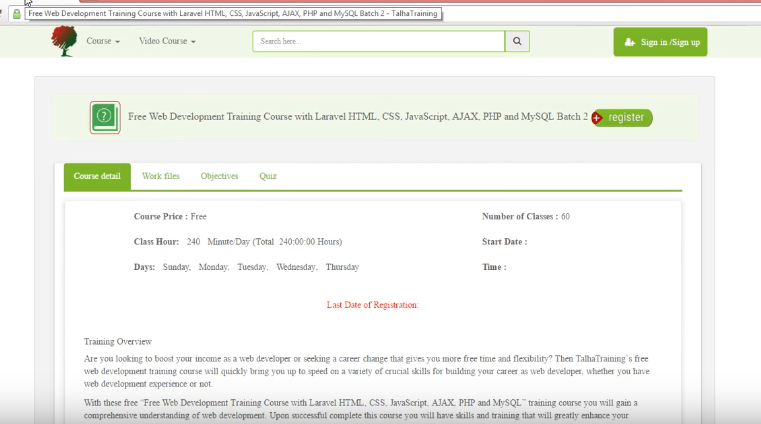 Free Web Development Training Course with Laravel HTML, CSS, JavaScript, AJAX, PHP and MySQL Batch 2 - TalhaTraining
Course
Video Course
Search here...
Sign in /Sign up
Free Web Development Training Course with Laravel HTML, CSS, JavaScript, AJAX, PHP and MySQL Batch 2
register
Course detail
Work files
Objectives
Quiz
Course Price : Free
Number of Classes : 60
Class Hour: 240 Minute/Day (Total 240:00:00 Hours)
Start Date :
Days: Sunday, Monday, Tuesday, Wednesday, Thursday
Time :
Last Date of Registration:
Training Overview
Are you looking to boost your income as a web developer or seeking a career change that gives you more free time and flexibility? Then TalhaTraining's free
web development training course will quickly bring you up to speed on a variety of crucial skills for building your career as web developer, whether you have
web development experience or not.
With these free “Free Web Development Training Course with Laravel HTML, CSS, JavaScript, AJAX, PHP and MySQL” training course you will gain a
comprehensive understanding of web development. Upon successful complete this course you will have skills and training that will greatly enhance your